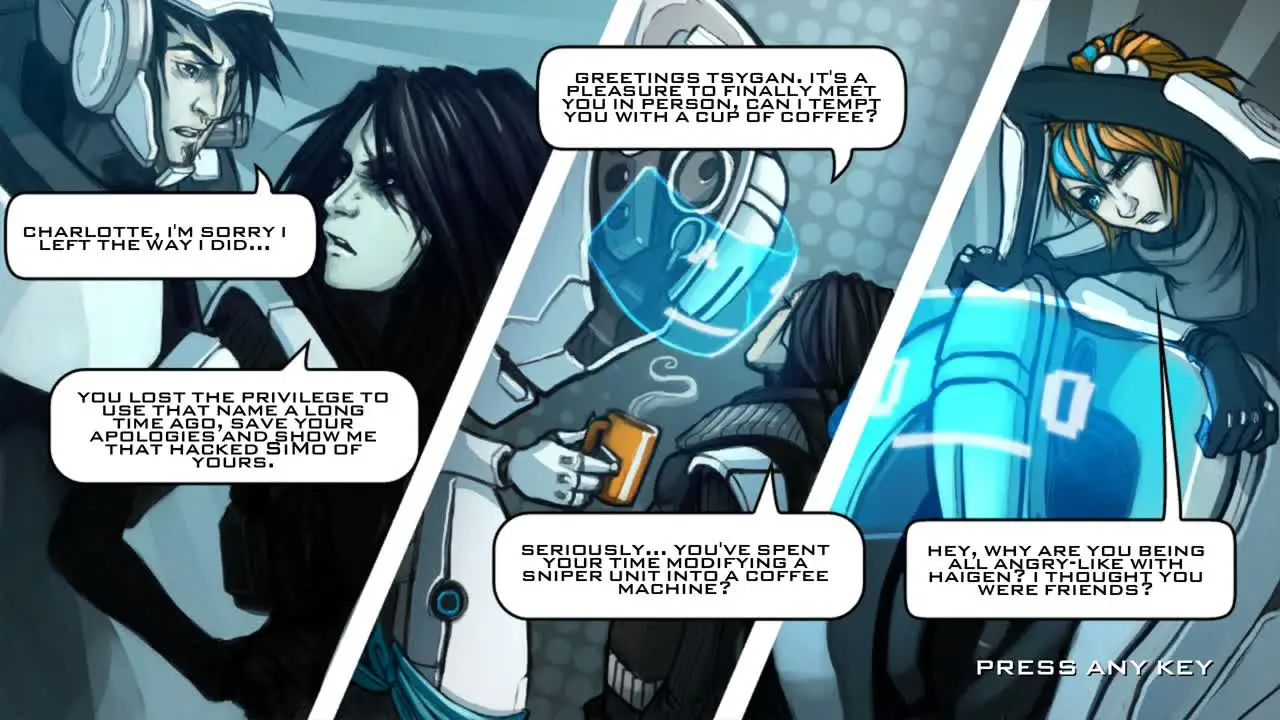 CHARLOTTE, I'M SORRY I
LEFT THE WAY I DID...
YOU LOST THE PRIVILEGE TO
USE THAT NAME A LONG
TIME AGO, SAVE YOUR
APOLOGIES AND SHOW ME
THAT HACKED SIMO OF
YOURS.
GREETINGS TSYGAN. IT'S A
PLEASURE TO FINALLY MEET
YOU IN PERSON, CAN I TEMPT
YOU WITH A CUP OF COFFEE?
SERIOUSLY... YOU'VE SPENT
YOUR TIME MODIFYING A
SNIPER UNIT INTO A COFFEE
MACHINE?
HEY, WHY ARE YOU BEING
ALL ANGRY-LIKE WITH
HAIGEN? I THOUGHT YOU
WERE FRIENDS?
PRESS ANY KEY